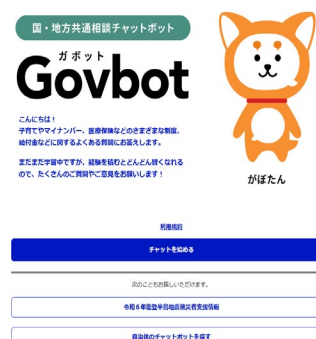 国・地方共通相談チャットボット
ガボット
Govbot
こんにちは！
子育てやマイナンバー、医療保険などのさまざまな制度、
給付金などに関するよくある質問にお答えします。
まだまだ学習中ですが、経験を積むとどんどん賢くなれる
ので、たくさんのご質問やご意見をお願いします！
がぼたん
利用規約
チャットを始める
次のこともお探しいただけます。
令和６年能登半島地震被災者支援情報
自治体のチャットボットを探す